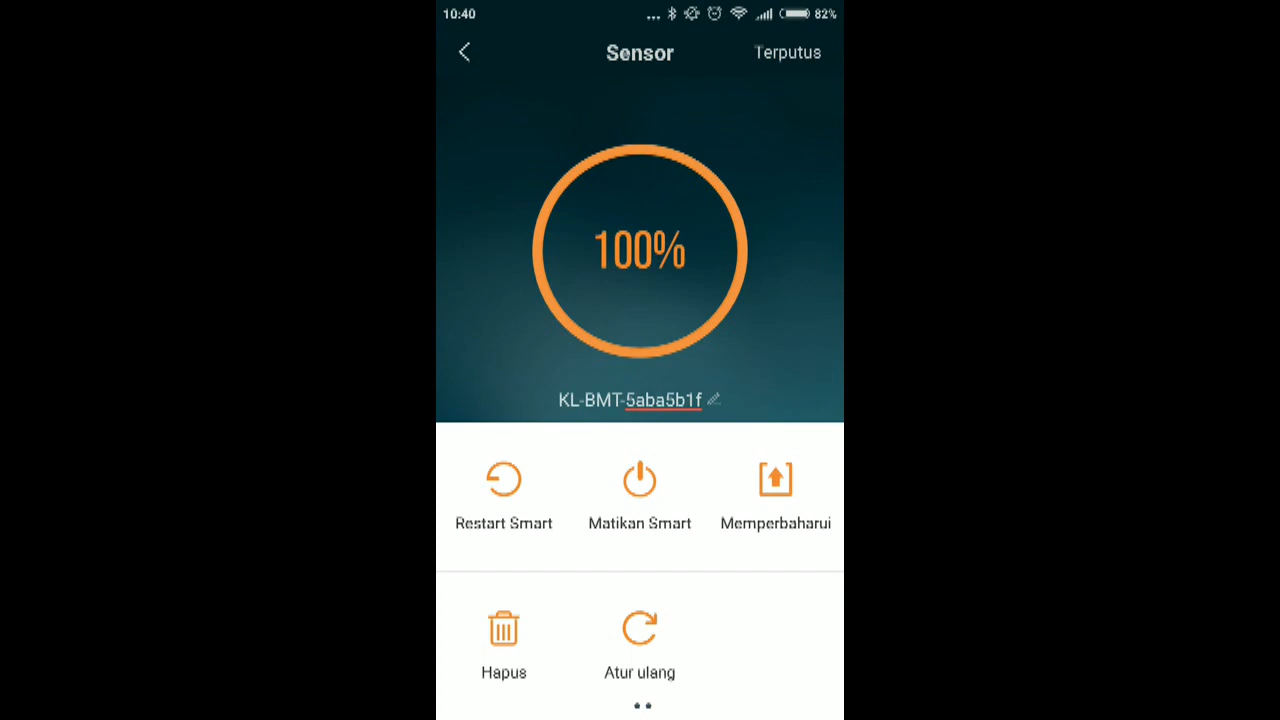 10:40 82%
Sensor Terputus
100%
KL-BMT-5aba5b1f
Restart Smart Matikan Smart Memperbaharui
Hapus Atur ulang